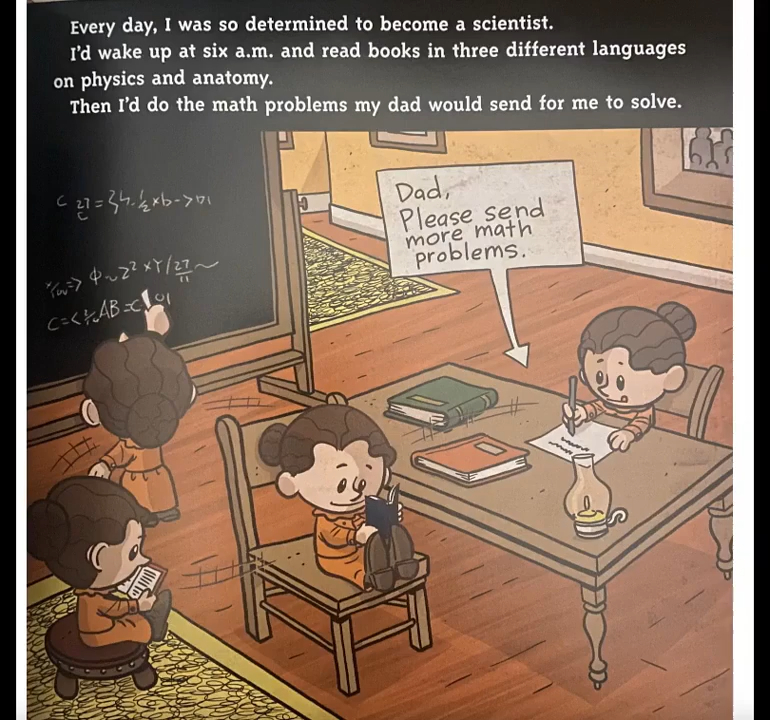 Every day, I was so determined to become a scientist.
I'd wake up at six a.m. and read books in three different languages
on physics and anatomy.
Then I'd do the math problems my dad would send for me to solve.
Dad,
Please send
more math
problems.